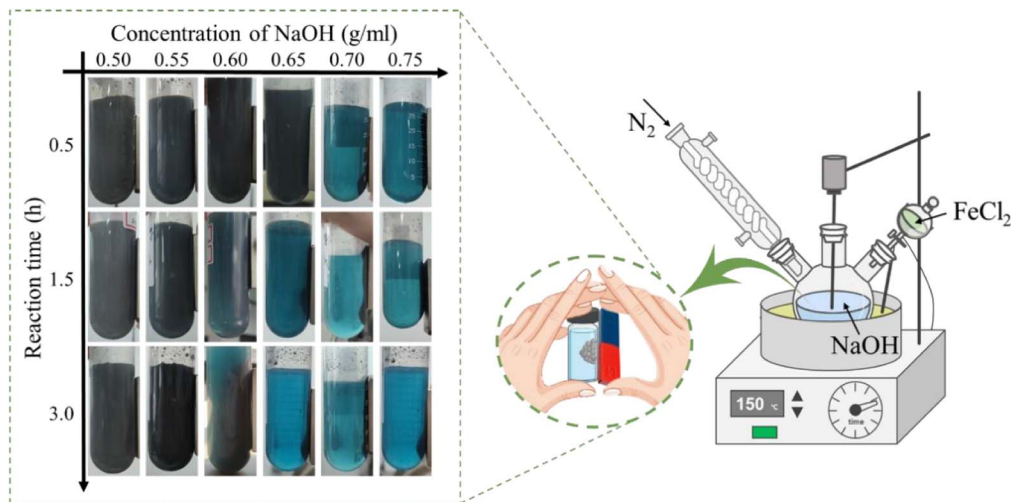 Concentration of NaOH (g/ml)
0.50 0.55 0.60 0.65 0.70 0.75
Reaction time (h)
0.5
1.5
3.0
N2
FeCl2
NaOH
150 ℃
time